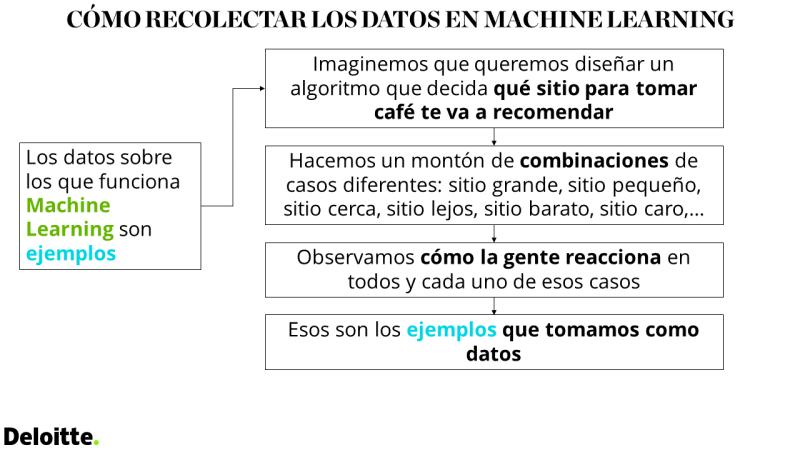 CÓMO RECOLECTAR LOS DATOS EN MACHINE LEARNING
Los datos sobre
los que funciona
Machine
Learning son
ejemplos
Imaginemos que queremos diseñar un
algoritmo que decida qué sitio para tomar
café te va a recomendar
Hacemos un montón de combinaciones de
casos diferentes: sitio grande, sitio pequeño,
sitio cerca, sitio lejos, sitio barato, sitio caro,...
Observamos cómo la gente reacciona en
todos y cada uno de esos casos
Esos son los ejemplos que tomamos como
datos
Deloitte.